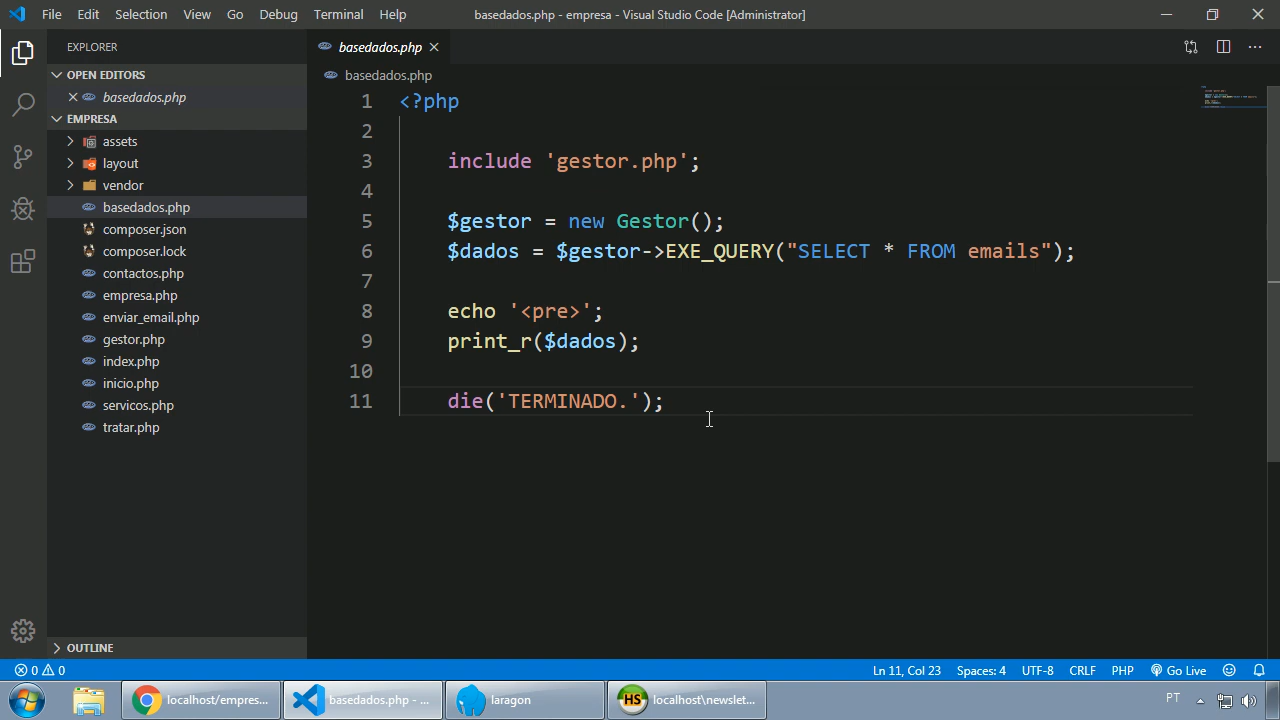 File Edit Selection View Go Debug Terminal Help basedados.php - empresa - Visual Studio Code [Administrator]
EXPLORER
OPEN EDITORS
basedados.php
EMPRESA
assets
layout
vendor
basedados.php
composer.json
composer.lock
contactos.php
empresa.php
enviar_email.php
gestor.php
index.php
inicio.php
servicos.php
tratar.php
OUTLINE
basedados.php
basedados.php
1 <?php
2
3 include 'gestor.php';
4
5 $gestor = new Gestor();
6 $dados = $gestor->EXE_QUERY("SELECT * FROM emails");
7
8 echo '<pre>';
9 print_r($dados);
10
11 die('TERMINADO.');
0 0 Ln 11, Col 23 Spaces: 4 UTF-8 CRLF PHP Go Live
localhost/empres... basedados.php - ... laragon HS localhost\newslet... PT